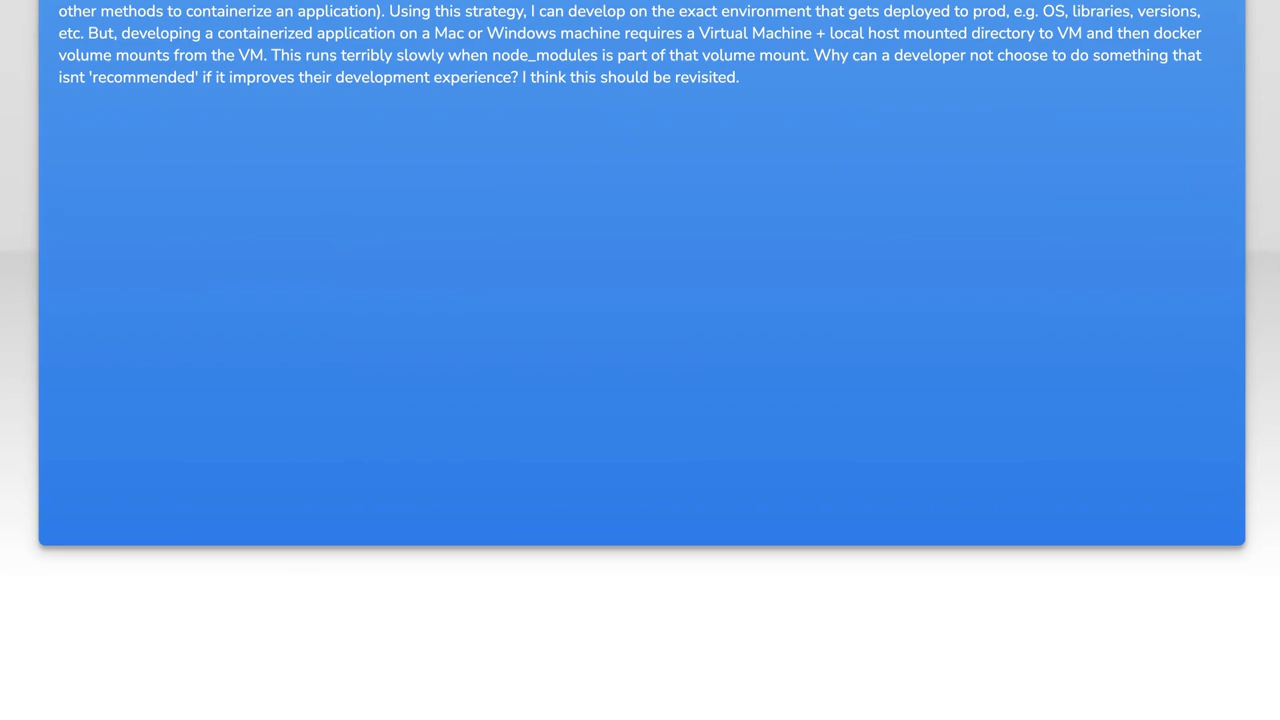 other methods to containerize an application). Using this strategy, I can develop on the exact environment that gets deployed to prod, e.g. OS, libraries, versions,
etc. But, developing a containerized application on a Mac or Windows machine requires a Virtual Machine + local host mounted directory to VM and then docker
volume mounts from the VM. This runs terribly slowly when node_modules is part of that volume mount. Why can a developer not choose to do something that
isnt 'recommended' if it improves their development experience? I think this should be revisited.